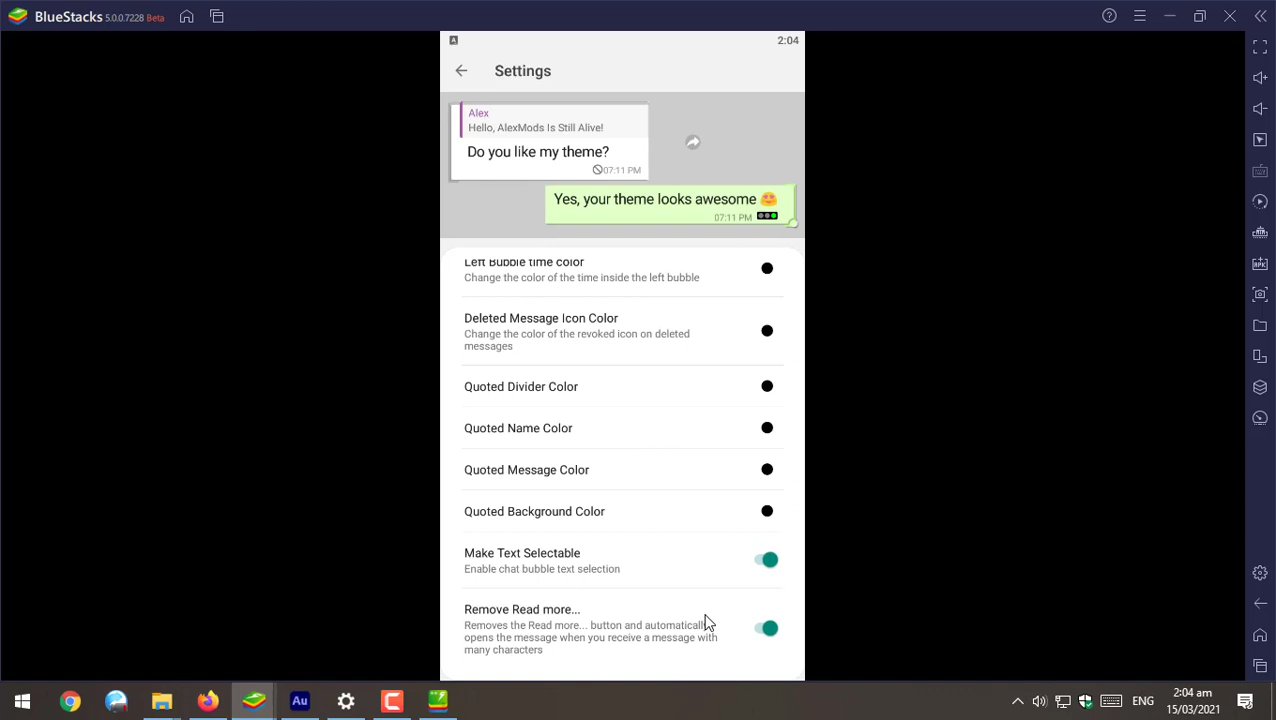 BlueStacks 5.0.0.7228 Beta
2:04
Settings
Alex
Hello, AlexMods Is Still Alive!
Do you like my theme?
07:11 PM
Yes, your theme looks awesome 😍
07:11 PM
Left Bubble time color
Change the color of the time inside the left bubble
Deleted Message Icon Color
Change the color of the revoked icon on deleted
messages
Quoted Divider Color
Quoted Name Color
Quoted Message Color
Quoted Background Color
Make Text Selectable
Enable chat bubble text selection
Remove Read more...
Removes the Read more... button and automatically
opens the message when you receive a message with
many characters
Au
ENG
2:04 am
15/03/2021